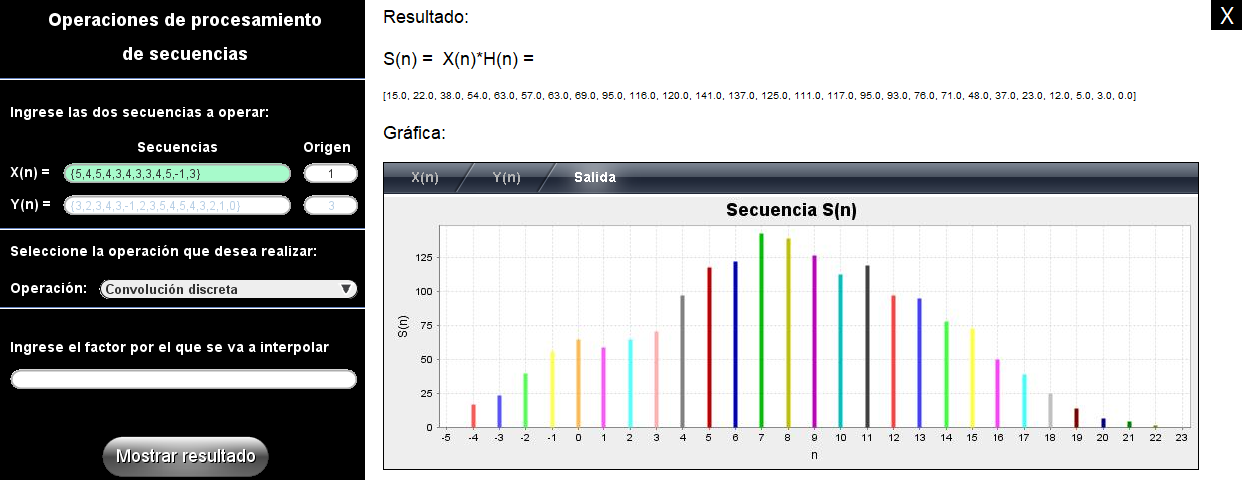 Operaciones de procesamiento
de secuencias
Ingrese las dos secuencias a operar:
Secuencias Origen
X(n) = {5,4,5,4,3,4,3,3,4,5,-1,3} 1
Y(n) = {3,2,3,4,3,-1,2,3,5,4,5,4,3,2,1,0} 3
Seleccione la operación que desea realizar:
Operación: Convolución discreta
Ingrese el factor por el que se va a interpolar
Mostrar resultado
X
Resultado:
S(n) = X(n)*H(n) =
[15.0, 22.0, 38.0, 54.0, 63.0, 57.0, 63.0, 69.0, 95.0, 116.0, 120.0, 141.0, 137.0, 125.0, 111.0, 117.0, 95.0, 93.0, 76.0, 71.0, 48.0, 37.0, 23.0, 12.0, 5.0, 3.0, 0.0]
Gráfica:
X(n) Y(n) Salida
Secuencia S(n)
S(n)
125
100
75
50
25
0
-5 -4 -3 -2 -1 0 1 2 3 4 5 6 7 8 9 10 11 12 13 14 15 16 17 18 19 20 21 22 23
n